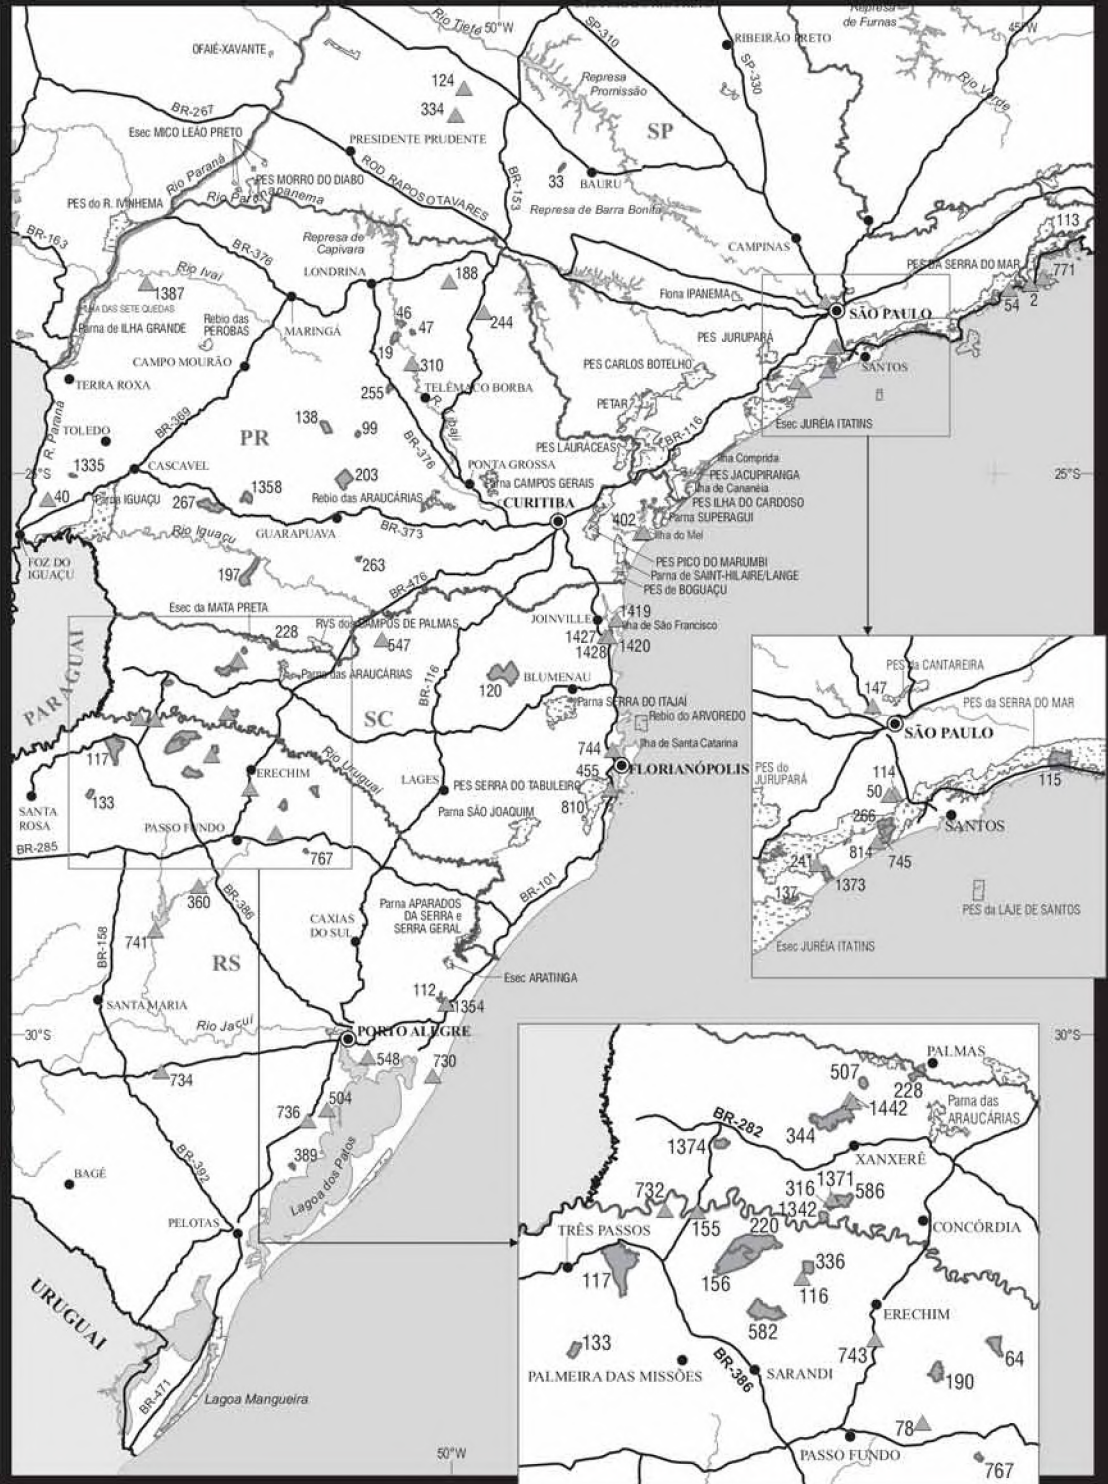 Rio Tietê
50°W
SP-310
Represa
de Furnas
45°W
RIBEIRÃO PRETO
OFAIÉ-XAVANTE
SP-330
Represa
Promissão
Rio Verde
124
334
BR-267
SP
Esec MICO LEÃO PRETO
PRESIDENTE PRUDENTE
ROD. RAPOSO TAVARES
BR-153
33
BAURU
Rio Paraná
PES MORRO DO DIABO
Rio Paranapanema
PES do R. IVINHEMA
Represa de Barra Bonita
113
BR-163
BR-376
Represa de
Capivara
CAMPINAS
PES DA SERRA DO MAR
771
Rio Ivaí
LONDRINA
188
1387
Flona IPANEMA
54
2
ILHA DAS SETE QUEDAS
Parna de ILHA GRANDE
Rebio das
PEROBAS
MARINGÁ
46
47
244
SÃO PAULO
19
310
PES JURUPARÁ
CAMPO MOURÃO
PES CARLOS BOTELHO
SANTOS
TERRA ROXA
255
TELÊMACO BORBA
R. Paraná
R. Tibaji
PETAR
BR-369
138
99
PR
BR-376
BR-116
Esec JURÉIA ITATINS
TOLEDO
PES LAURÁCEAS
Ilha Comprida
25°S
1335
CASCAVEL
PONTA GROSSA
PES JACUPIRANGA
25°S
203
Parna CAMPOS GERAIS
Ilha de Cananéia
40
Parna IGUAÇU
267
1358
Rebio das ARAUCÁRIAS
CURITIBA
PES ILHA DO CARDOSO
402
Parna SUPERAGUI
Rio Iguaçu
GUARAPUAVA
BR-373
Ilha do Mel
FOZ DO
IGUAÇU
PES PICO DO MARUMBI
263
Parna de SAINT-HILAIRE/LANGE
197
BR-476
PES de BOGUAÇU
Esec da MATA PRETA
1419
RVS dos CAMPOS DE PALMAS
JOINVILLE
Ilha de São Francisco
228
547
1427
1428
1420
PARAGUAI
Parna das ARAUCÁRIAS
BR-116
120
BLUMENAU
SC
Parna SERRA DO ITAJAÍ
Rebio do ARVOREDO
Rio Uruguai
744
Ilha de Santa Catarina
117
ERECHIM
455
FLORIANÓPOLIS
LAGES
PES SERRA DO TABULEIRO
133
810
SANTA
ROSA
PASSO FUNDO
Parna SÃO JOAQUIM
BR-285
767
BR-101
360
BR-386
Parna APARADOS
DA SERRA e
SERRA GERAL
741
CAXIAS
DO SUL
BR-158
RS
Esec ARATINGA
112
1354
SANTA MARIA
Rio Jacuí
30°S
PORTO ALEGRE
30°S
548
730
734
504
736
389
BR-392
Lagoa dos Patos
BAGÉ
PELOTAS
URUGUAI
BR-471
Lagoa Mangueira
50°W
PES da CANTAREIRA
147
PES da SERRA DO MAR
SÃO PAULO
PES do
JURUPARÁ
114
50
115
266
SANTOS
814
745
241
1373
137
PES da LAJE DE SANTOS
Esec JURÉIA ITATINS
PALMAS
507
228
1442
Parna das
ARAUCÁRIAS
344
BR-282
1374
XANXERÊ
1371
316
586
732
1342
155
220
CONCÓRDIA
TRÊS PASSOS
336
117
156
116
582
ERECHIM
133
743
64
PALMEIRA DAS MISSÕES
BR-386
SARANDI
190
78
PASSO FUNDO
767